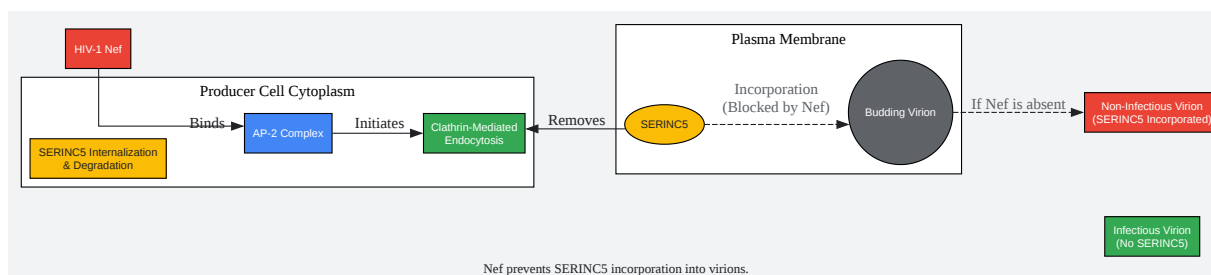 HIV-1 Nef
Producer Cell Cytoplasm
Binds
AP-2 Complex
Initiates
Clathrin-Mediated
Endocytosis
SERINC5 Internalization
& Degradation
Removes
Plasma Membrane
SERINC5
Incorporation
(Blocked by Nef)
Budding Virion
If Nef is absent
Non-Infectious Virion
(SERINC5 Incorporated)
Infectious Virion
(No SERINC5)
Nef prevents SERINC5 incorporation into virions.